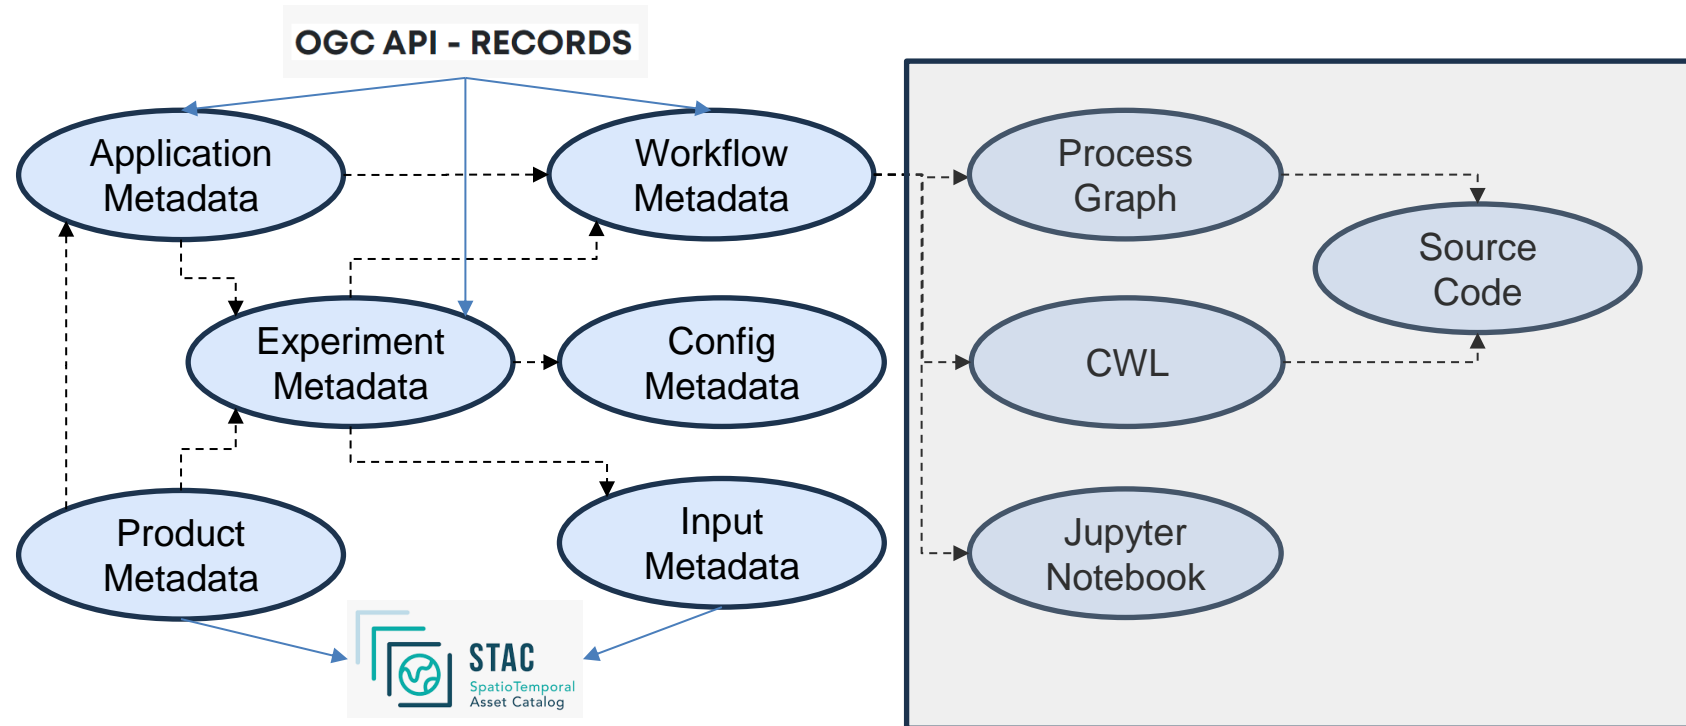 OGC API - RECORDS
Application
Metadata
Workflow
Metadata
Process
Graph
Source
Code
Experiment
Metadata
Config
Metadata
CWL
Product
Metadata
Input
Metadata
Jupyter
Notebook
STAC
SpatioTemporal
Asset Catalog